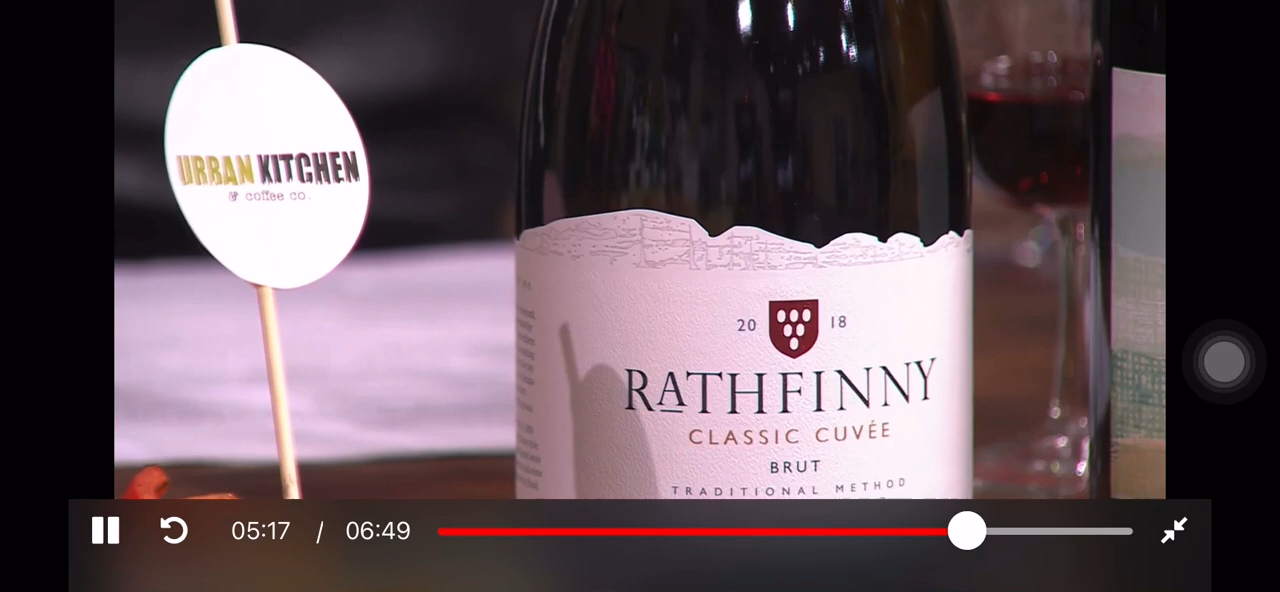 URBAN KITCHEN
& coffee co.
20 18
RATHFINNY
CLASSIC CUVÉE
BRUT
TRADITIONAL METHOD
05:17 / 06:49